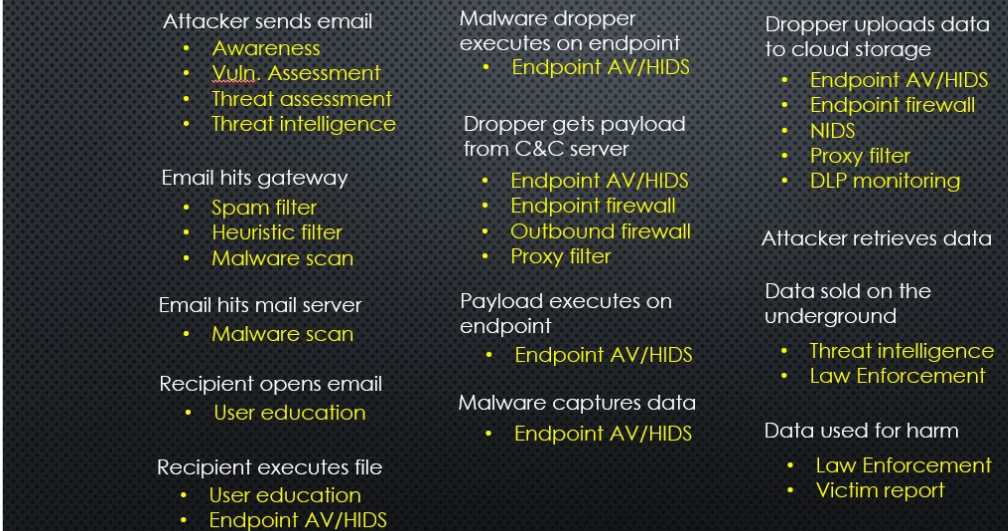 Attacker sends email
• Awareness
• Vuln. Assessment
• Threat assessment
• Threat intelligence
Email hits gateway
• Spam filter
• Heuristic filter
• Malware scan
Email hits mail server
• Malware scan
Recipient opens email
• User education
Recipient executes file
• User education
• Endpoint AV/HIDS
Malware dropper
executes on endpoint
• Endpoint AV/HIDS
Dropper gets payload
from C&C server
• Endpoint AV/HIDS
• Endpoint firewall
• Outbound firewall
• Proxy filter
Payload executes on
endpoint
• Endpoint AV/HIDS
Malware captures data
• Endpoint AV/HIDS
Dropper uploads data
to cloud storage
• Endpoint AV/HIDS
• Endpoint firewall
• NIDS
• Proxy filter
• DLP monitoring
Attacker retrieves data
Data sold on the
underground
• Threat intelligence
• Law Enforcement
Data used for harm
• Law Enforcement
• Victim report